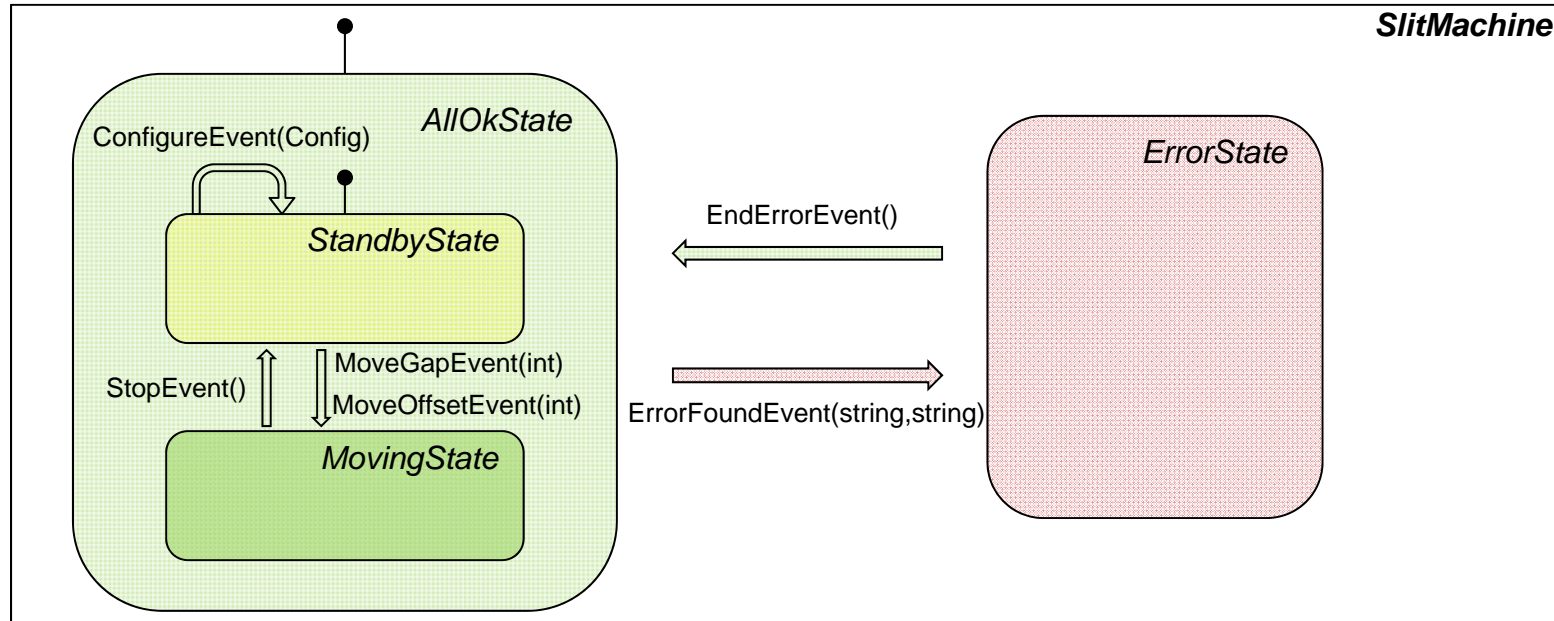 SlitMachine
AllOkState
ConfigureEvent(Config)
StandbyState
MoveGapEvent(int)
StopEvent()
MoveOffsetEvent(int)
MovingState
EndErrorEvent()
ErrorFoundEvent(string,string)
ErrorState